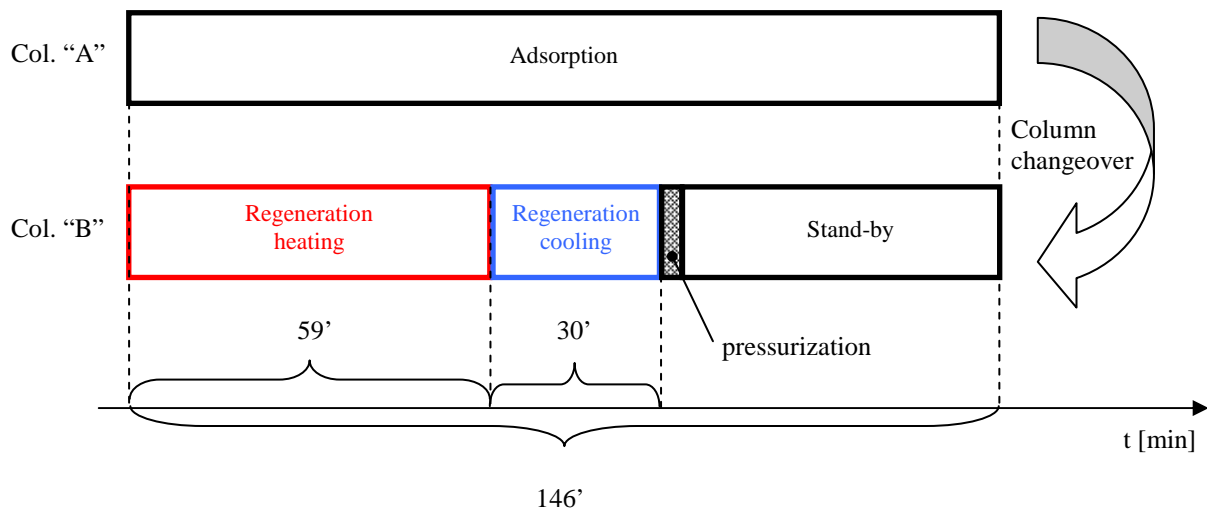 Col. “A”
Adsorption
Column
changeover
Col. “B”
Regeneration
heating
Regeneration
cooling
Stand-by
59’
30’
pressurization
t [min]
146’